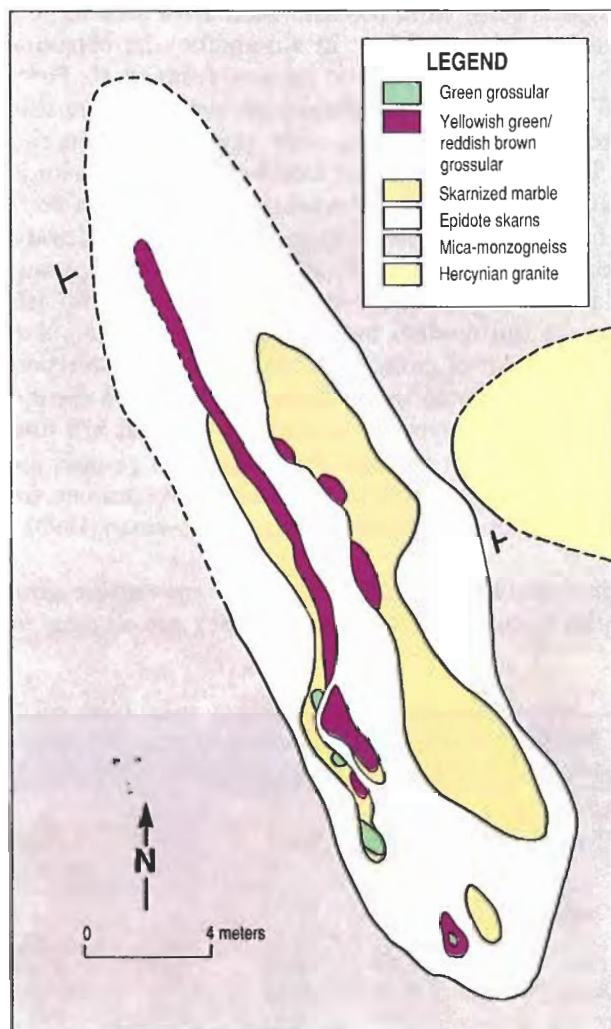 LEGEND
Green grossular
Yellowish green/
reddish brown
grossular
Skarnized marble
Epidote skarns
Mica-monzogneiss
Hercynian granite
N
0 4 meters